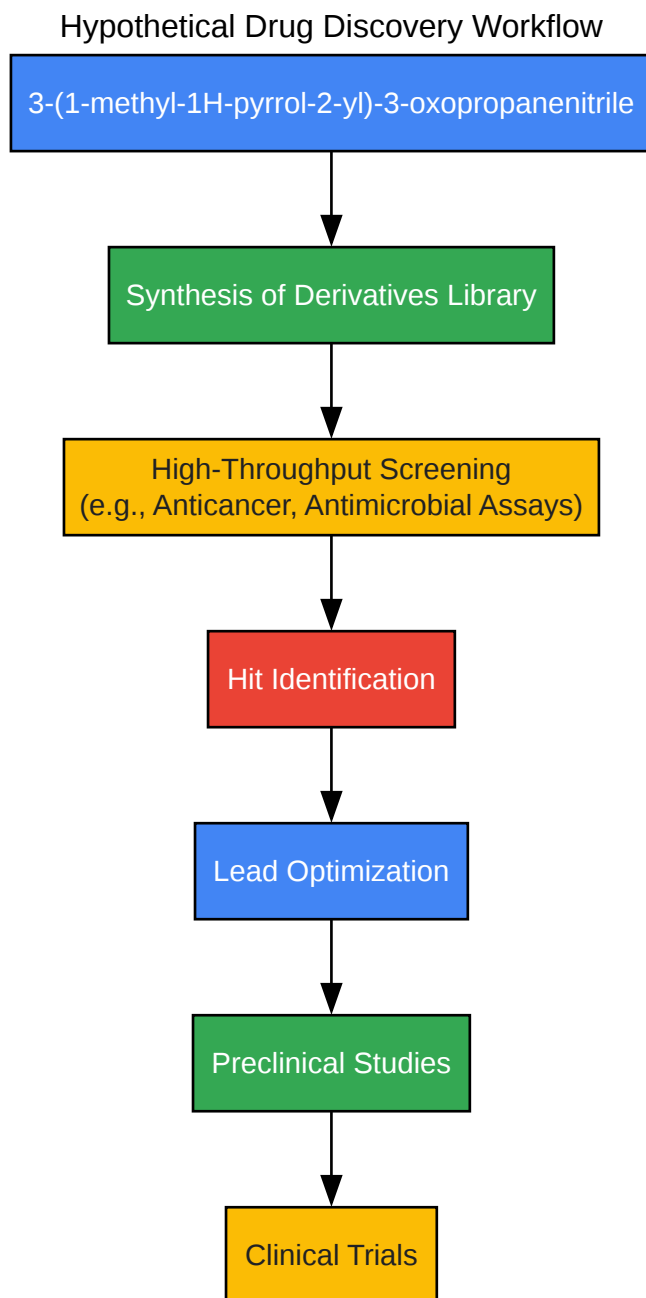 Hypothetical Drug Discovery Workflow
3-(1-methyl-1H-pyrrol-2-yl)-3-oxopropanenitrile
Synthesis of Derivatives Library
High-Throughput Screening
(e.g., Anticancer, Antimicrobial Assays)
Hit Identification
Lead Optimization
Preclinical Studies
Clinical Trials